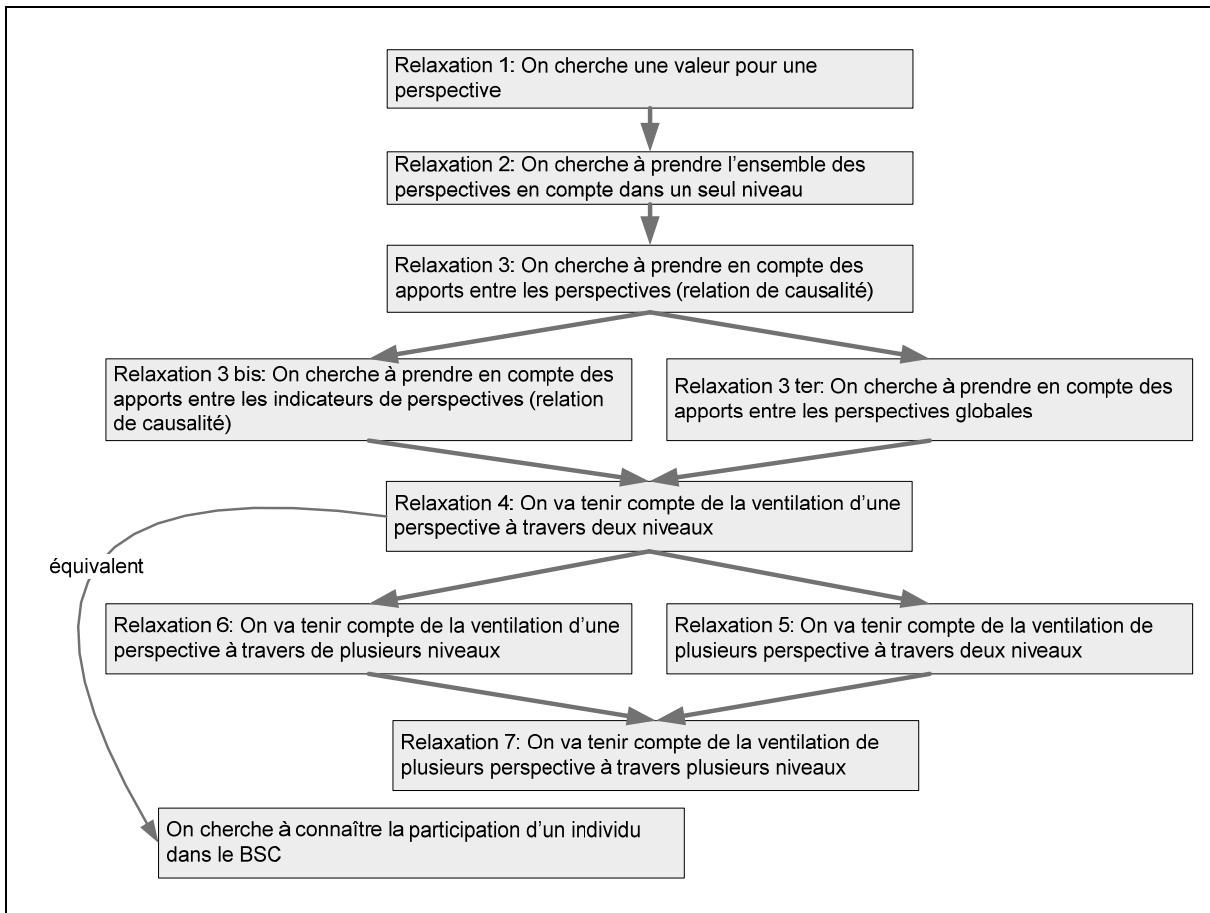 Relaxation 1: On cherche une valeur pour une
perspective
Relaxation 2: On cherche à prendre l'ensemble des
perspectives en compte dans un seul niveau
Relaxation 3: On cherche à prendre en compte des
apports entre les perspectives (relation de causalité)
Relaxation 3 bis: On cherche à prendre en compte des
apports entre les indicateurs de perspectives (relation
de causalité)
Relaxation 3 ter: On cherche à prendre en compte des
apports entre les perspectives globales
Relaxation 4: On va tenir compte de la ventilation d'une
perspective à travers deux niveaux
équivalent
Relaxation 6: On va tenir compte de la ventilation d'une
perspective à travers de plusieurs niveaux
Relaxation 5: On va tenir compte de la ventilation de
plusieurs perspective à travers deux niveaux
Relaxation 7: On va tenir compte de la ventilation de
plusieurs perspective à travers plusieurs niveaux
On cherche à connaître la participation d'un individu
dans le BSC